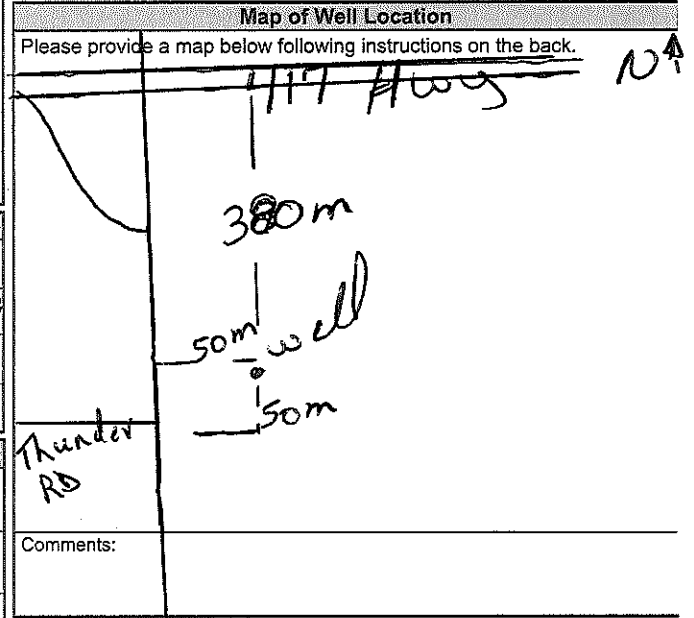 Map of Well Location
Please provide a map below following instructions on the back.
N
417 Hwy
380m
50m
well
50m
Thunder
RD
Comments: